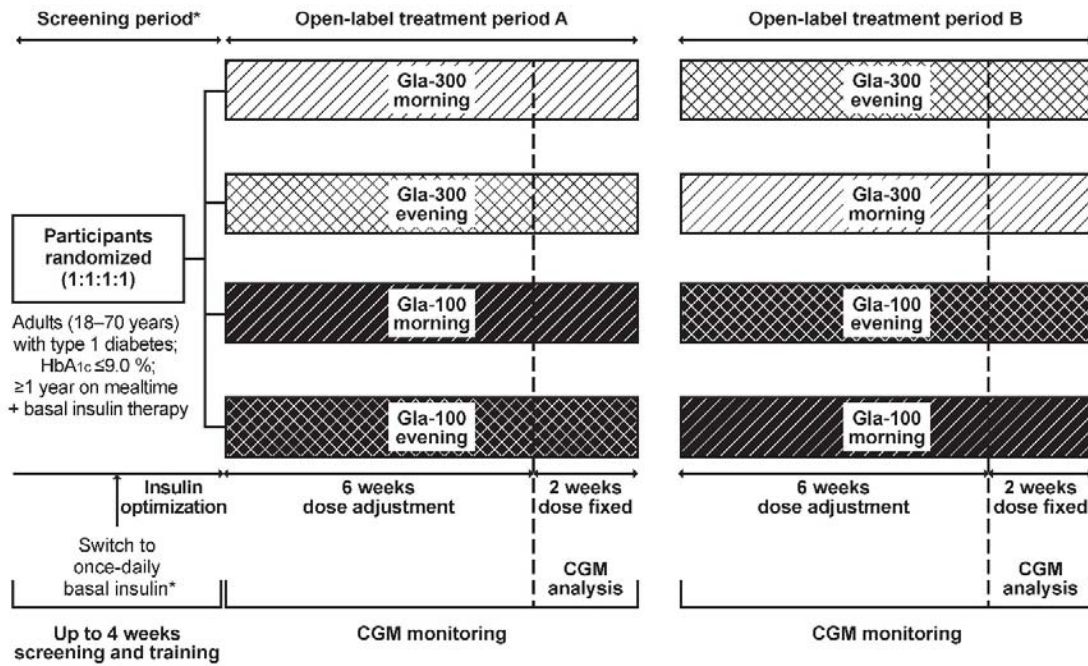 Screening period*
Open-label treatment period A
Open-label treatment period B
Gla-300
morning
Gla-300
evening
Gla-300
evening
Gla-300
morning
Participants
randomized
(1:1:1:1)
Adults (18–70 years)
with type 1 diabetes;
HbA1c ≤9.0 %;
≥1 year on mealtime
+ basal insulin therapy
Gla-100
morning
Gla-100
evening
Gla-100
evening
Gla-100
morning
Insulin
optimization
6 weeks
dose adjustment
2 weeks
dose fixed
6 weeks
dose adjustment
2 weeks
dose fixed
Switch to
once-daily
basal insulin*
CGM
analysis
CGM
analysis
Up to 4 weeks
screening and training
CGM monitoring
CGM monitoring